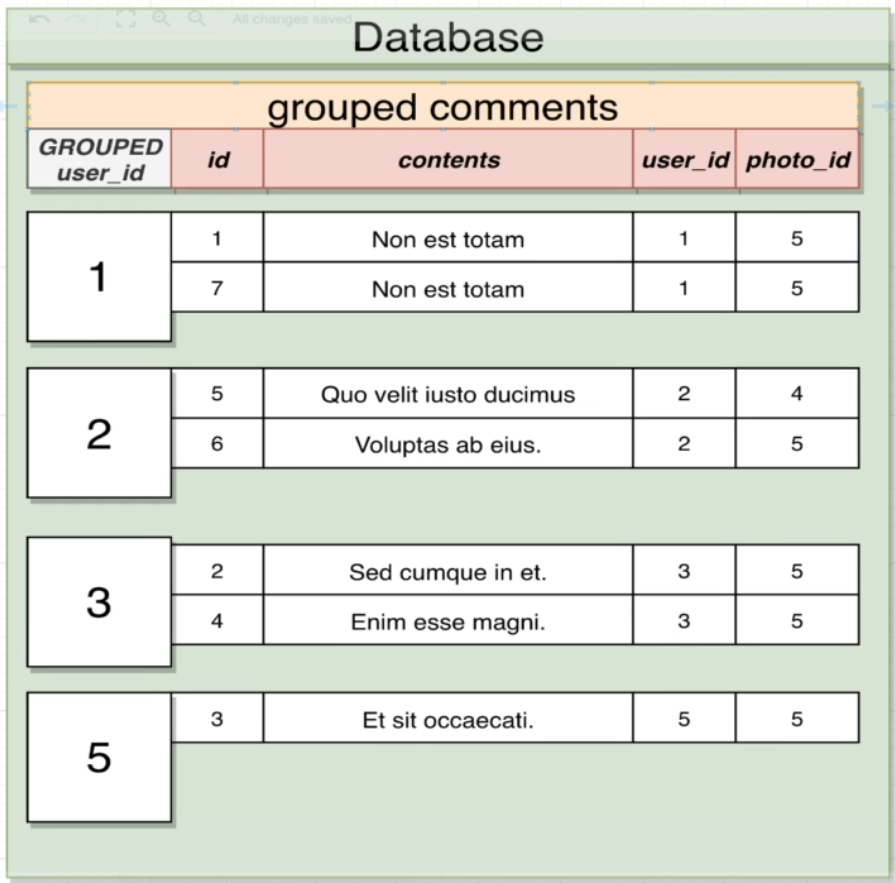 All changes saved
Database
grouped comments
GROUPED user_id id contents user_id photo_id
1
1 Non est totam 1 5
7 Non est totam 1 5
2
5 Quo velit iusto ducimus 2 4
6 Voluptas ab eius. 2 5
3
2 Sed cumque in et. 3 5
4 Enim esse magni. 3 5
5
3 Et sit occaecati. 5 5